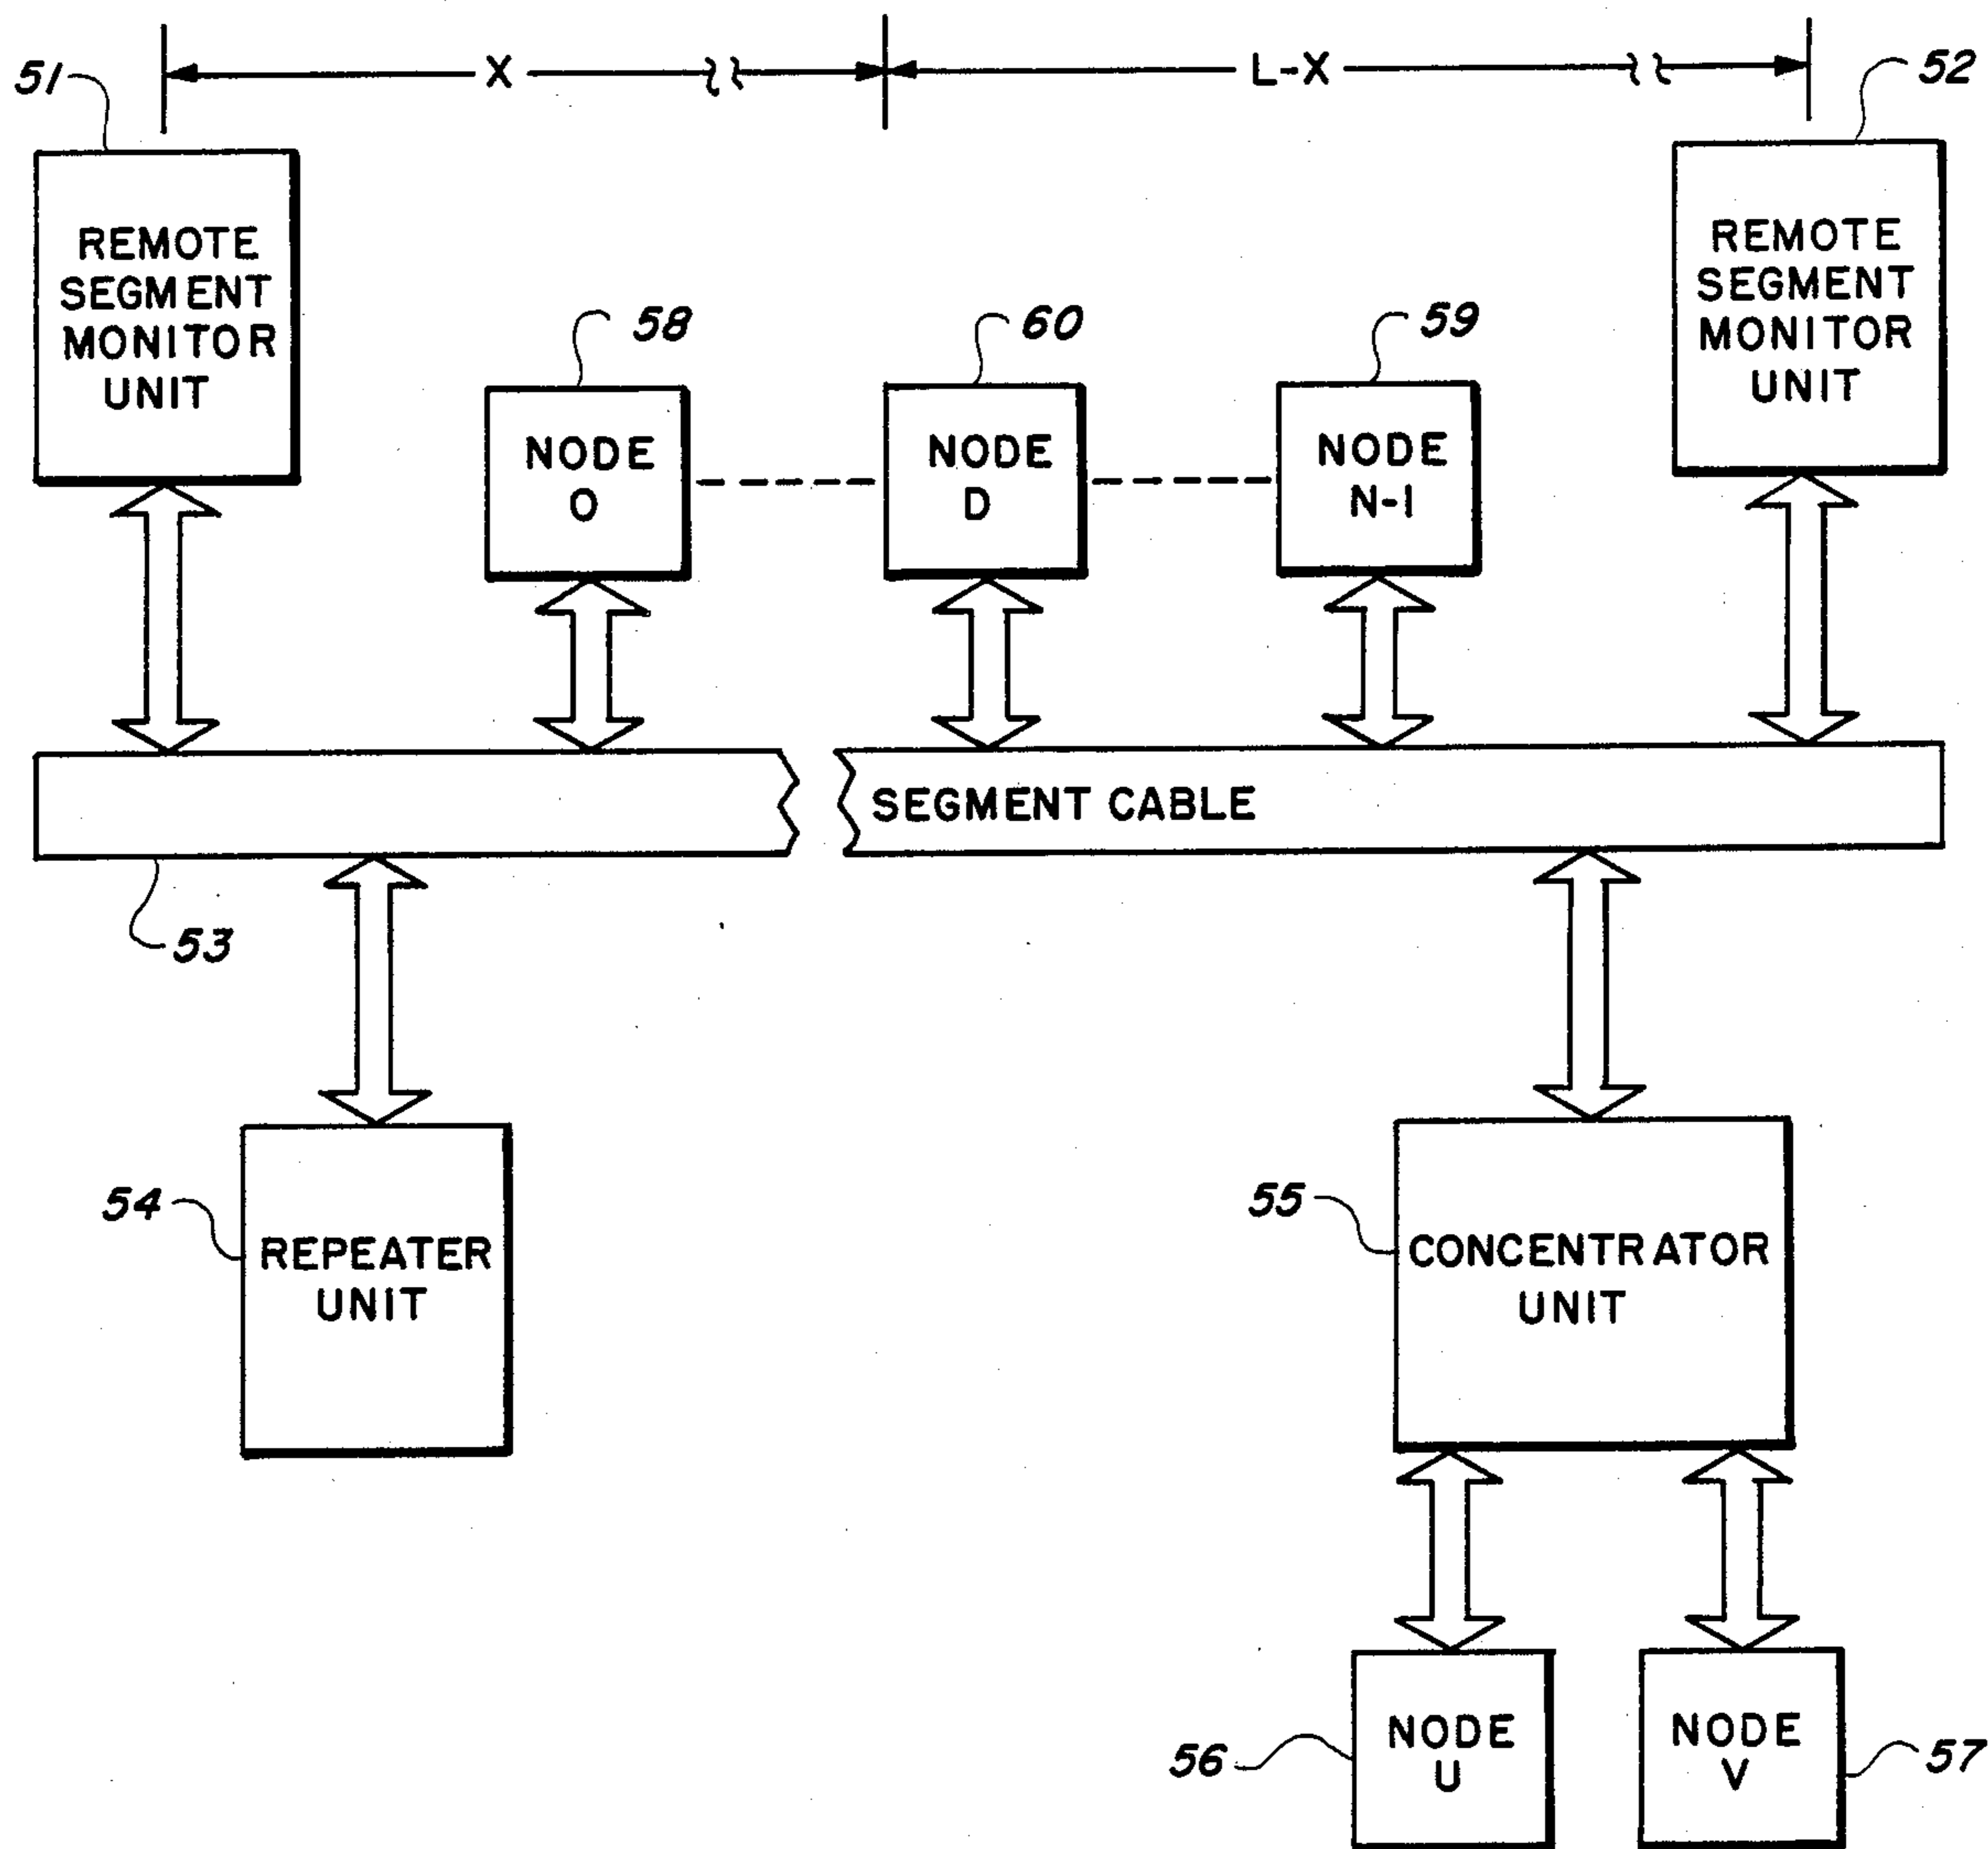 X
L-X
51
52
REMOTE
SEGMENT
MONITOR
UNIT
REMOTE
SEGMENT
MONITOR
UNIT
58
60
59
NODE
O
NODE
D
NODE
N-1
SEGMENT CABLE
53
54
REPEATER
UNIT
55
CONCENTRATOR
UNIT
56
NODE
U
NODE
V
57